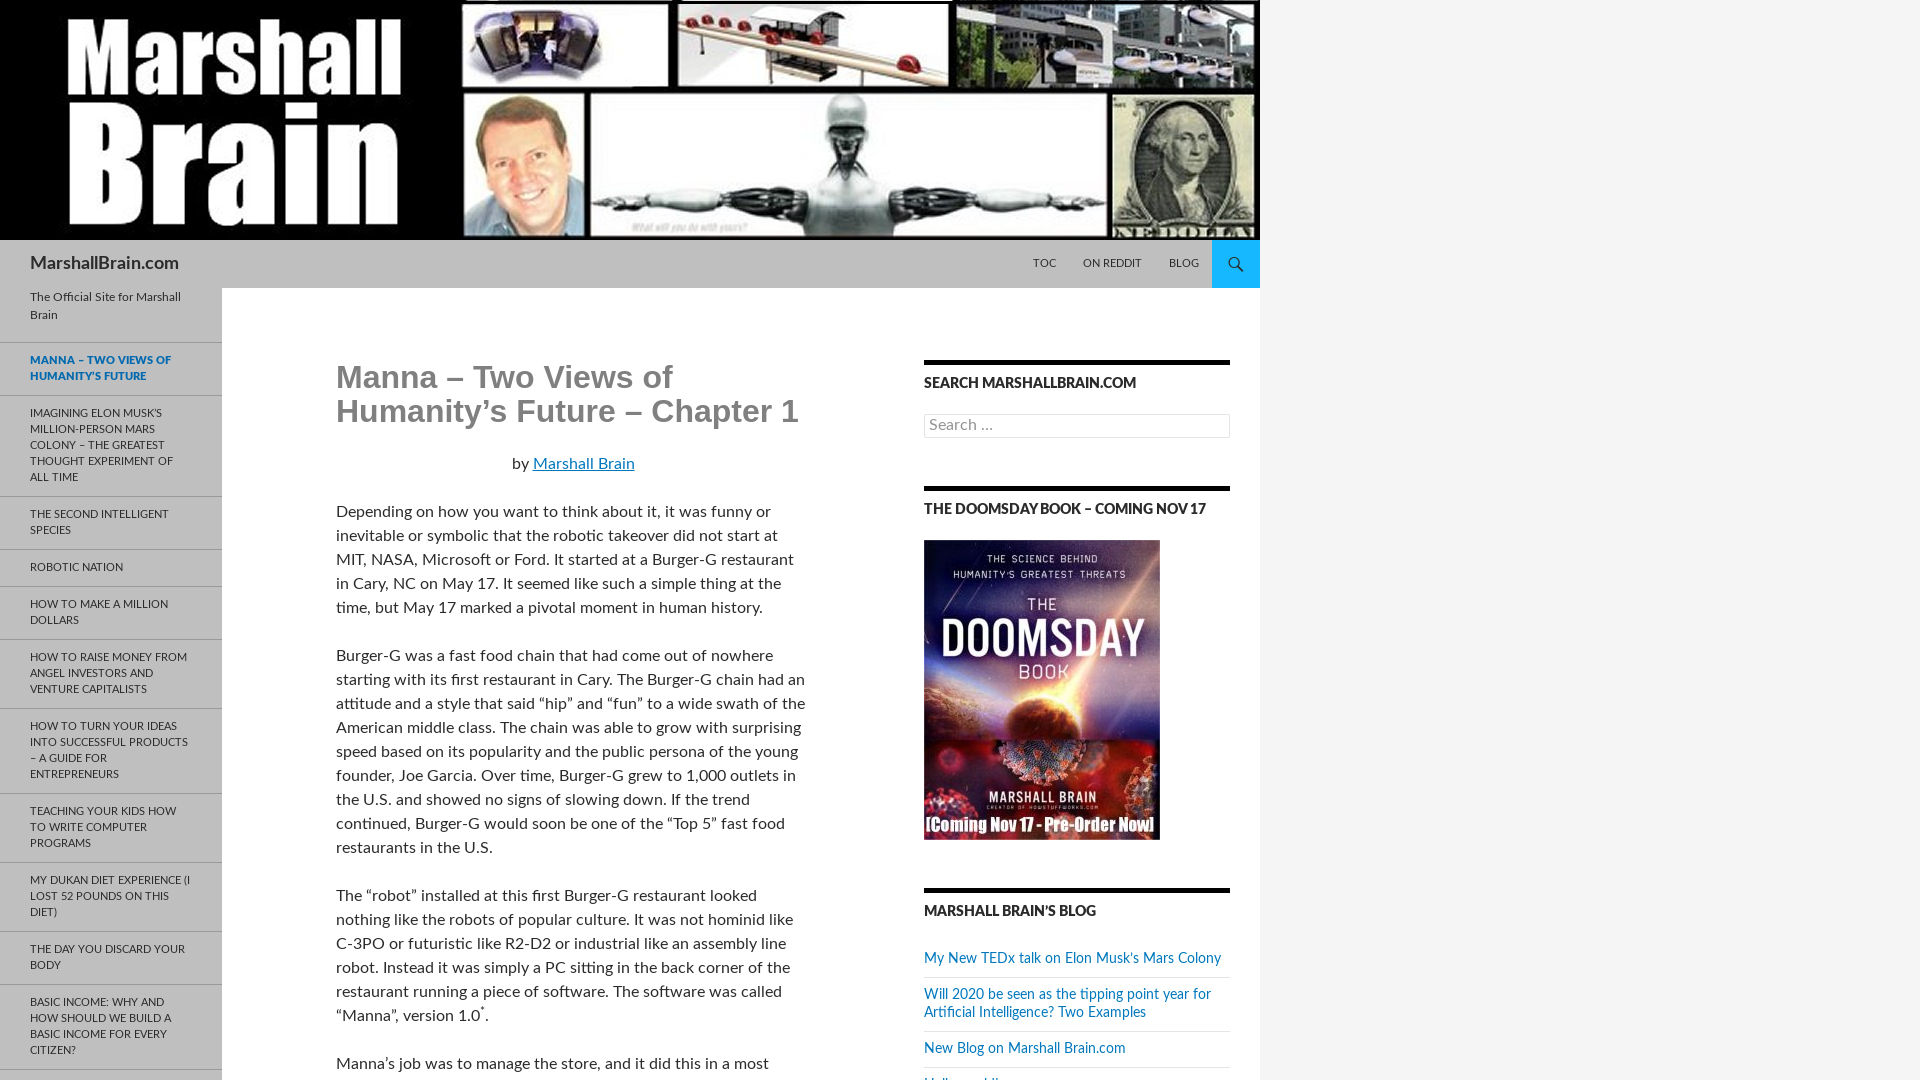 Marshall
Brain
What will you do with yours?
NE DOLLA
MarshallBrain.com
TOC
ON REDDIT
BLOG
The Official Site for Marshall
Brain
MANNA – TWO VIEWS OF
HUMANITY'S FUTURE
IMAGINING ELON MUSK'S
MILLION-PERSON MARS
COLONY – THE GREATEST
THOUGHT EXPERIMENT OF
ALL TIME
THE SECOND INTELLIGENT
SPECIES
ROBOTIC NATION
HOW TO MAKE A MILLION
DOLLARS
HOW TO RAISE MONEY FROM
ANGEL INVESTORS AND
VENTURE CAPITALISTS
HOW TO TURN YOUR IDEAS
INTO SUCCESSFUL PRODUCTS
– A GUIDE FOR
ENTREPRENEURS
TEACHING YOUR KIDS HOW
TO WRITE COMPUTER
PROGRAMS
MY DUKAN DIET EXPERIENCE (I
LOST 52 POUNDS ON THIS
DIET)
THE DAY YOU DISCARD YOUR
BODY
BASIC INCOME: WHY AND
HOW SHOULD WE BUILD A
BASIC INCOME FOR EVERY
CITIZEN?
Manna – Two Views of
Humanity’s Future – Chapter 1
by Marshall Brain
Depending on how you want to think about it, it was funny or
inevitable or symbolic that the robotic takeover did not start at
MIT, NASA, Microsoft or Ford. It started at a Burger-G restaurant
in Cary, NC on May 17. It seemed like such a simple thing at the
time, but May 17 marked a pivotal moment in human history.
Burger-G was a fast food chain that had come out of nowhere
starting with its first restaurant in Cary. The Burger-G chain had an
attitude and a style that said “hip” and “fun” to a wide swath of the
American middle class. The chain was able to grow with surprising
speed based on its popularity and the public persona of the young
founder, Joe Garcia. Over time, Burger-G grew to 1,000 outlets in
the U.S. and showed no signs of slowing down. If the trend
continued, Burger-G would soon be one of the “Top 5” fast food
restaurants in the U.S.
The “robot” installed at this first Burger-G restaurant looked
nothing like the robots of popular culture. It was not hominid like
C-3PO or futuristic like R2-D2 or industrial like an assembly line
robot. Instead it was simply a PC sitting in the back corner of the
restaurant running a piece of software. The software was called
“Manna”, version 1.0*.
Manna’s job was to manage the store, and it did this in a most
SEARCH MARSHALLBRAIN.COM
Search …
THE DOOMSDAY BOOK – COMING NOV 17
THE SCIENCE BEHIND
HUMANITY'S GREATEST THREATS
THE
DOOMSDAY
BOOK
MARSHALL BRAIN
CREATOR OF HOWSTUFFWORKS.COM
[Coming Nov 17 - Pre-Order Now]
MARSHALL BRAIN’S BLOG
My New TEDx talk on Elon Musk’s Mars Colony
Will 2020 be seen as the tipping point year for
Artificial Intelligence? Two Examples
New Blog on Marshall Brain.com